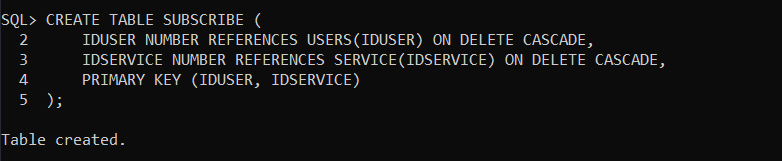 SQL> CREATE TABLE SUBSCRIBE (
  2      IDUSER NUMBER REFERENCES USERS(IDUSER) ON DELETE CASCADE,
  3      IDSERVICE NUMBER REFERENCES SERVICE(IDSERVICE) ON DELETE CASCADE,
  4      PRIMARY KEY (IDUSER, IDSERVICE)
  5  );
Table created.